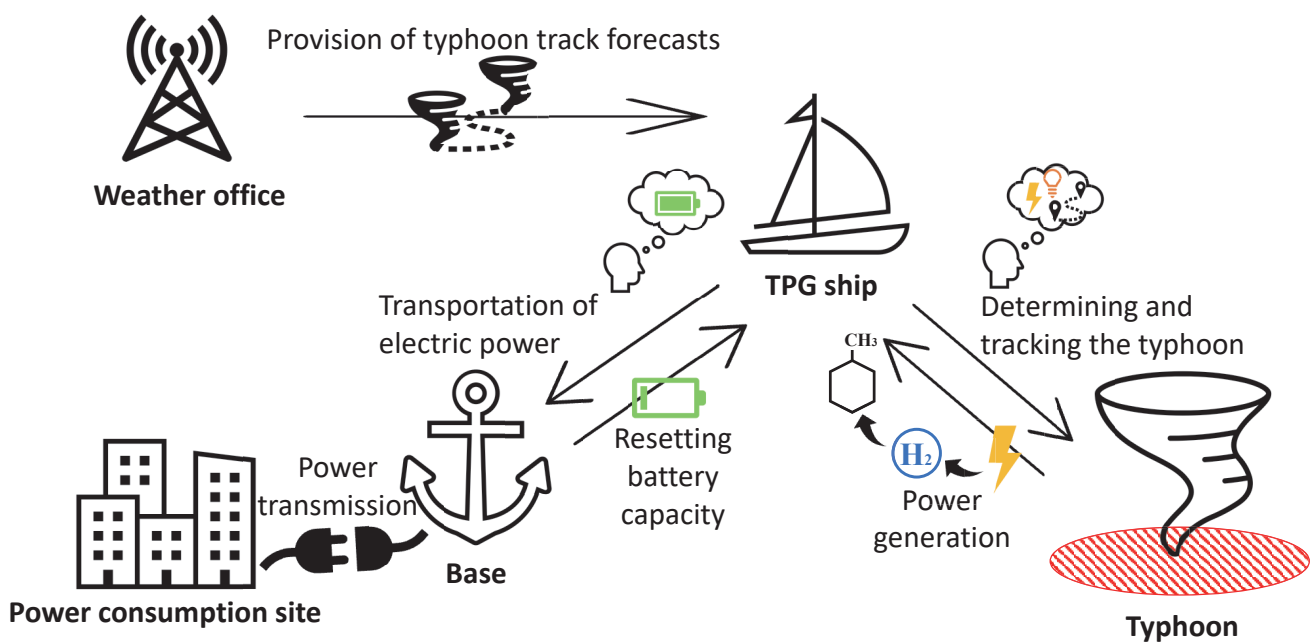 Provision of typhoon track forecasts
Weather office
TPG ship
Transportation of
electric power
Determining and
tracking the typhoon
CH₃
H₂
Resetting
battery
capacity
Power
generation
Power
transmission
Base
Power consumption site
Typhoon